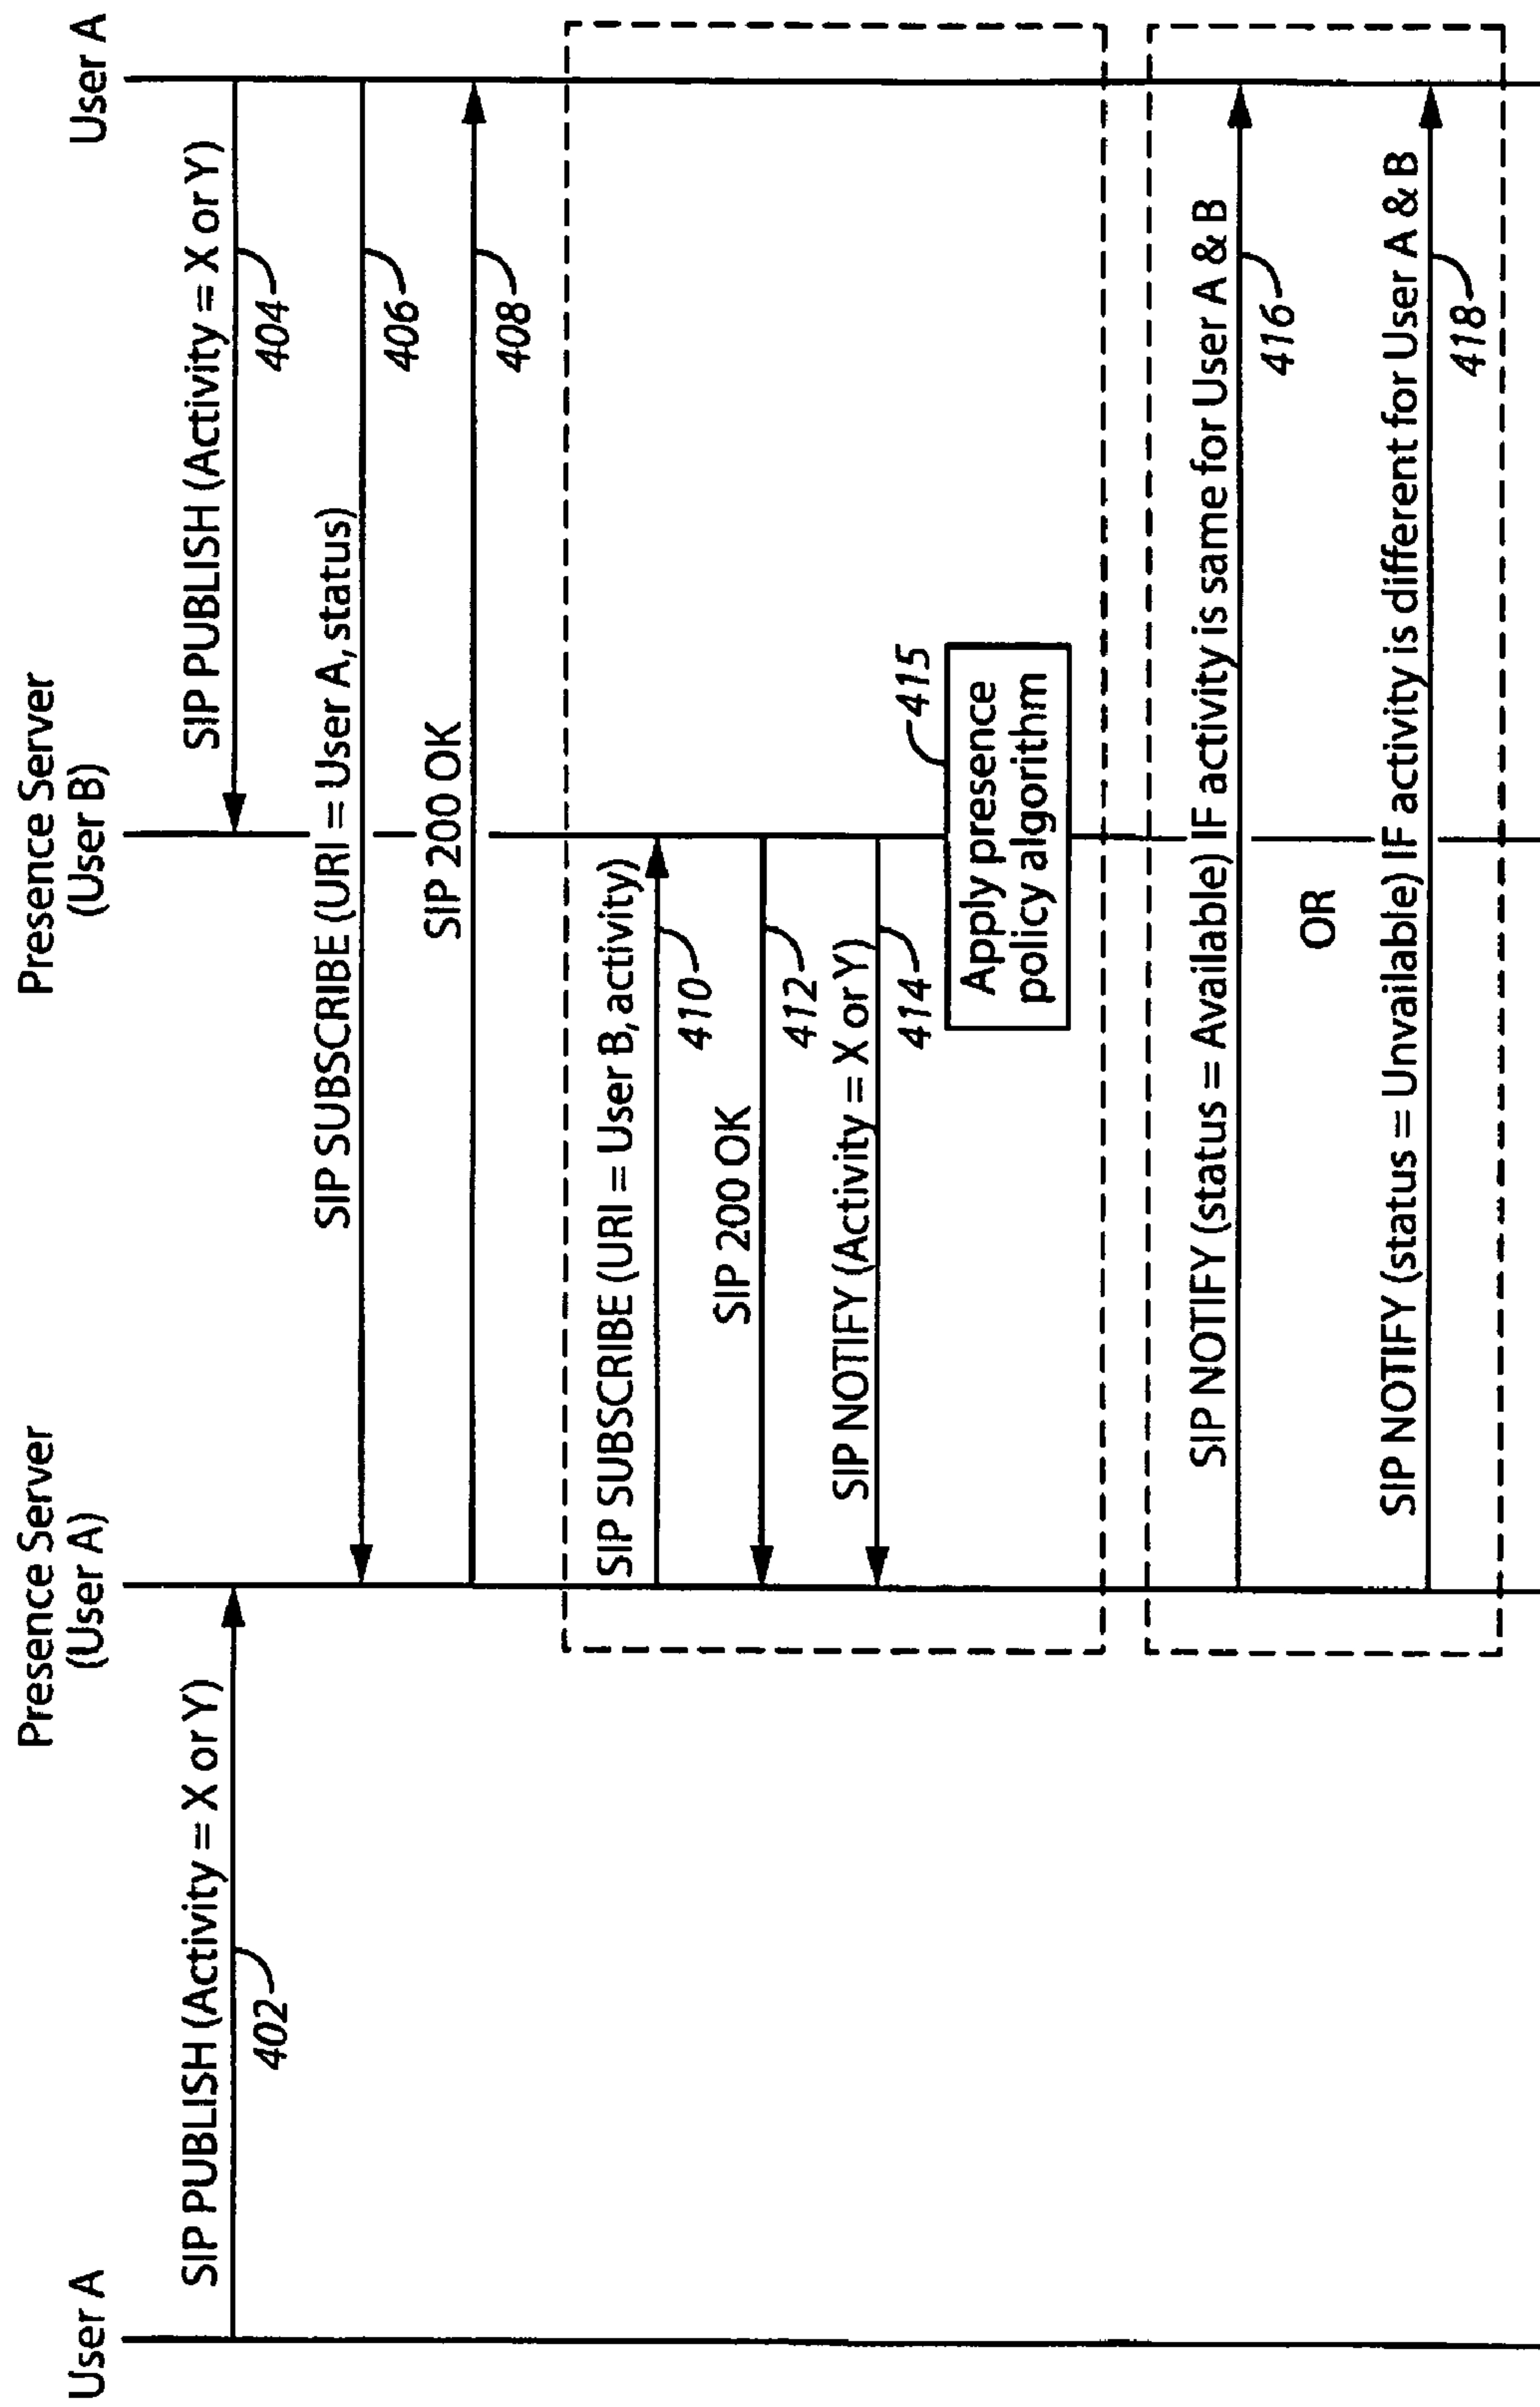 User A
Presence Server
(User A)
Presence Server
(User B)
User A
SIP PUBLISH (Activity = X or Y)
402
SIP PUBLISH (Activity = X or Y)
404
SIP SUBSCRIBE (URI = User A, status)
406
SIP 200 OK
408
SIP SUBSCRIBE (URI = User B, activity)
410
SIP 200 OK
412
SIP NOTIFY (Activity = X or Y)
414
415
Apply presence
policy algorithm
SIP NOTIFY (status = Available) IF activity is same for User A & B
416
OR
SIP NOTIFY (status = Unvailable) IF activity is different for User A & B
418